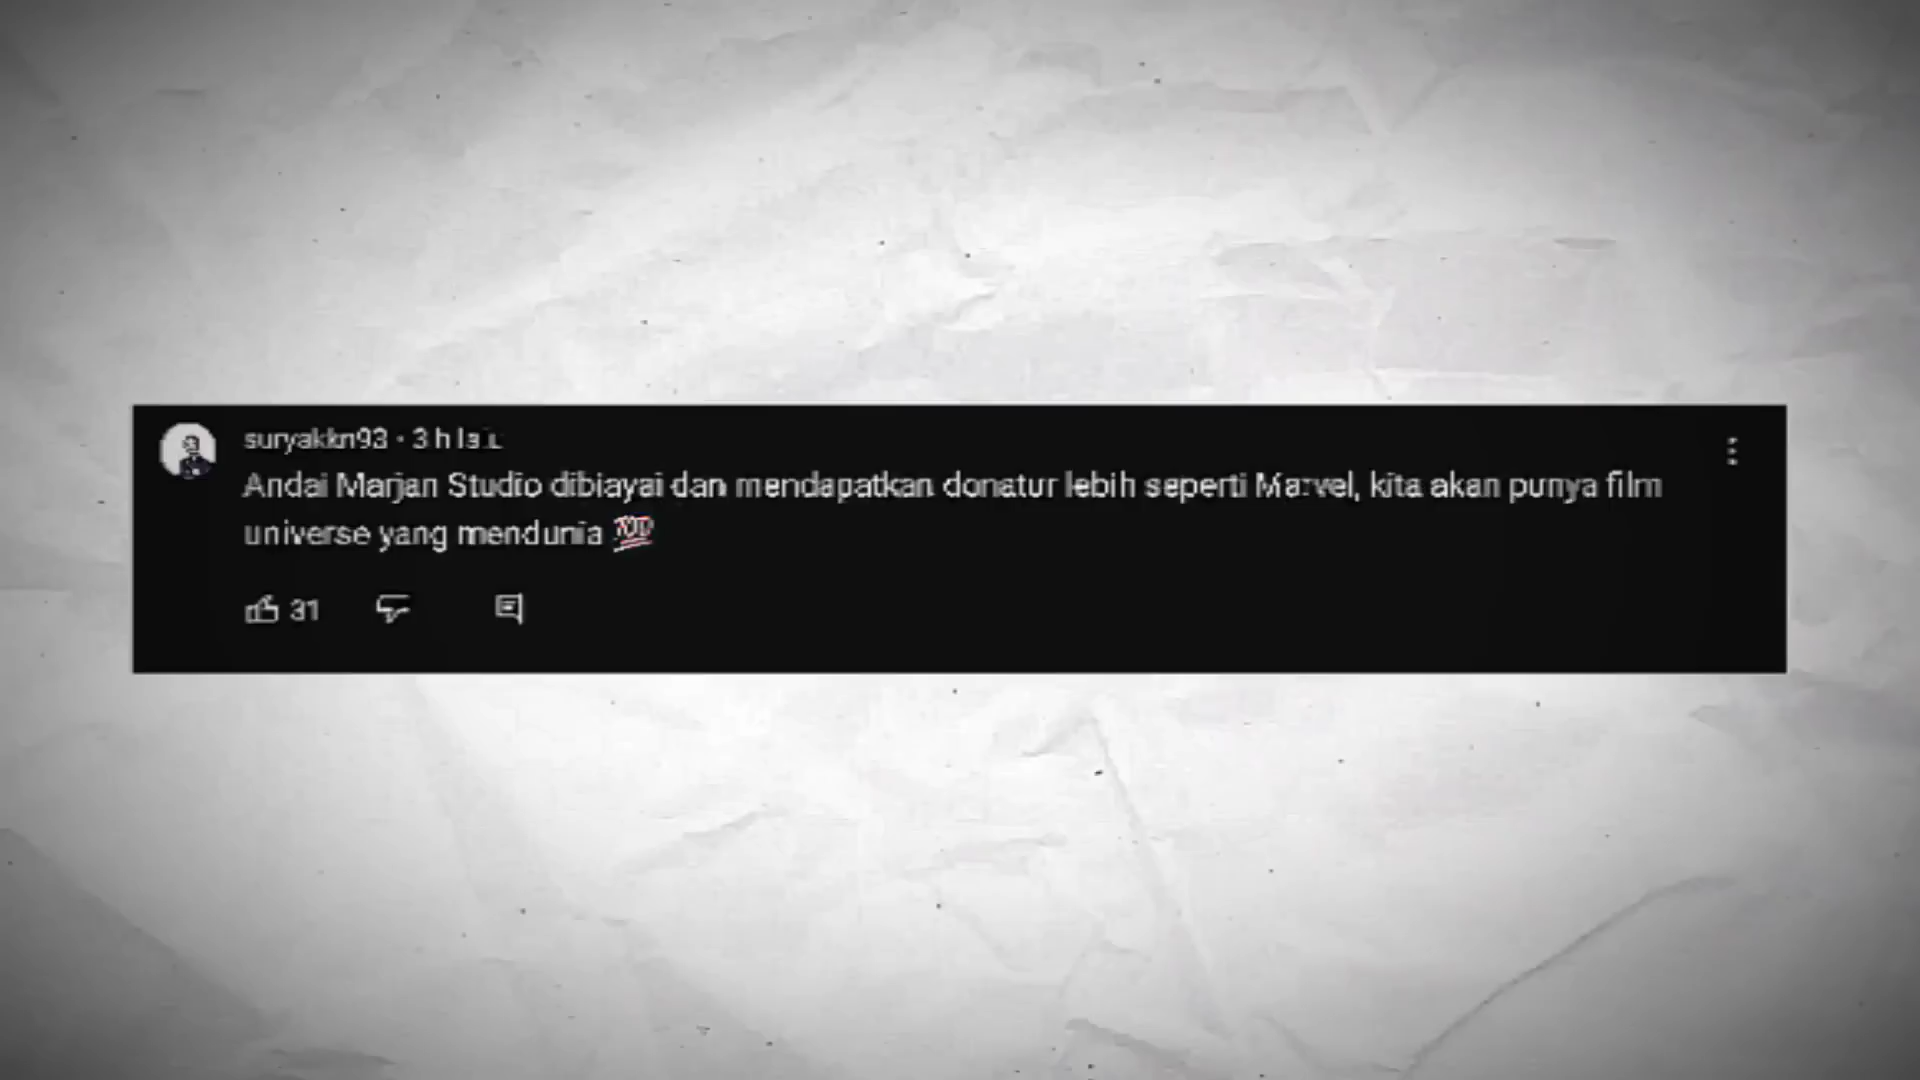 suryakkn93 • 3 h lalu
Andai Marjan Studio dibiayai dan mendapatkan donatur lebih seperti Marvel, kita akan punya film
universe yang mendunia 💯
31